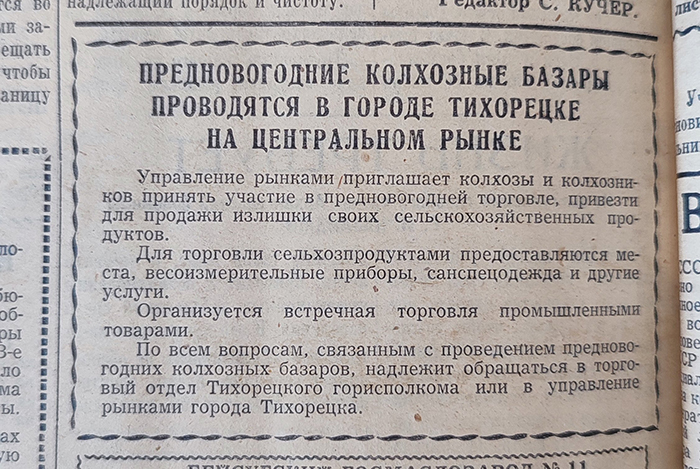 надлежащий порядок и чистоту.
Редактор С. КУЧЕР.
ПРЕДНОВОГОДНИЕ КОЛХОЗНЫЕ БАЗАРЫ
ПРОВОДЯТСЯ В ГОРОДЕ ТИХОРЕЦКЕ
НА ЦЕНТРАЛЬНОМ РЫНКЕ
Управление рынками приглашает колхозы и колхозни-
ков принять участие в предновогодней торговле, привезти
для продажи излишки своих сельскохозяйственных про-
дуктов.
Для торговли сельхозпродуктами предоставляются ме-
ста, весоизмерительные приборы, санспецодежда и другие
услуги.
Организуется встречная торговля промышленными
товарами.
По всем вопросам, связанным с проведением преднового-
годних колхозных базаров, надлежит обращаться в торго-
вый отдел Тихорецкого горисполкома или в управление
рынками города Тихорецка.